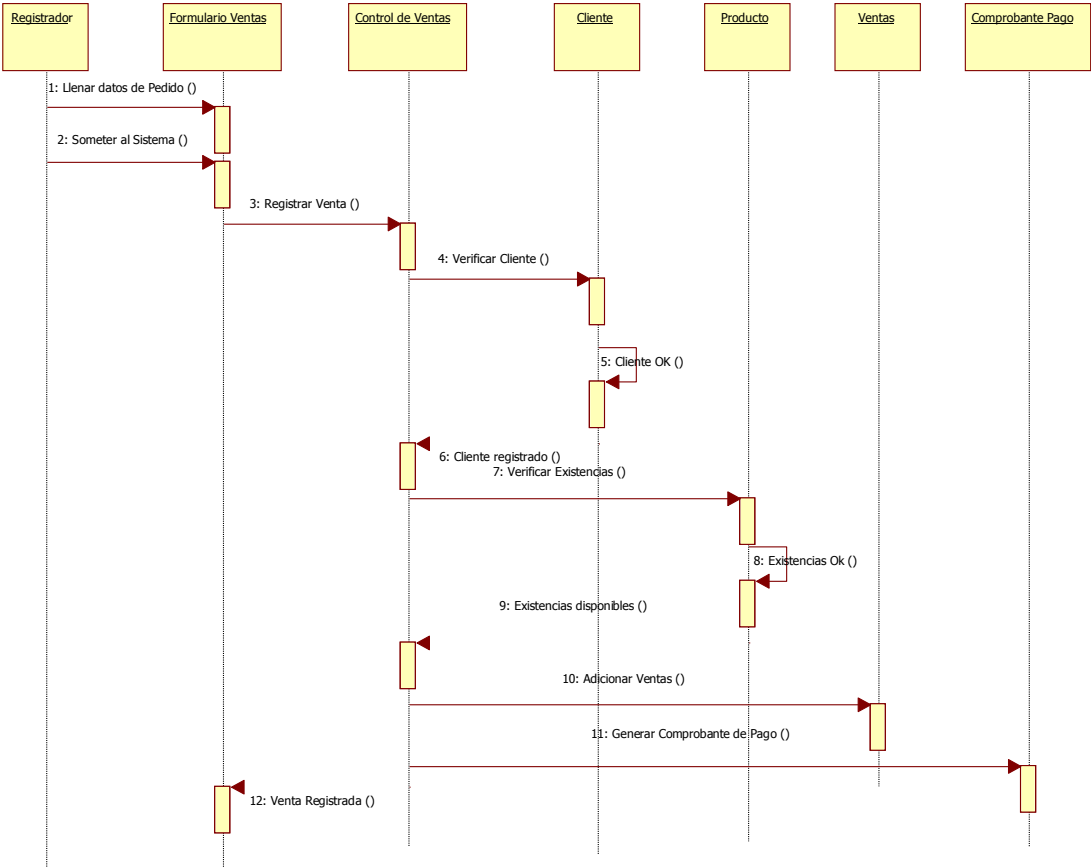 Registrador
Formulario Ventas
Control de Ventas
Cliente
Producto
Ventas
Comprobante Pago
1: Llenar datos de Pedido ()
2: Someter al Sistema ()
3: Registrar Venta ()
4: Verificar Cliente ()
5: Cliente OK ()
6: Cliente registrado ()
7: Verificar Existencias ()
8: Existencias Ok ()
9: Existencias disponibles ()
10: Adicionar Ventas ()
11: Generar Comprobante de Pago ()
12: Venta Registrada ()